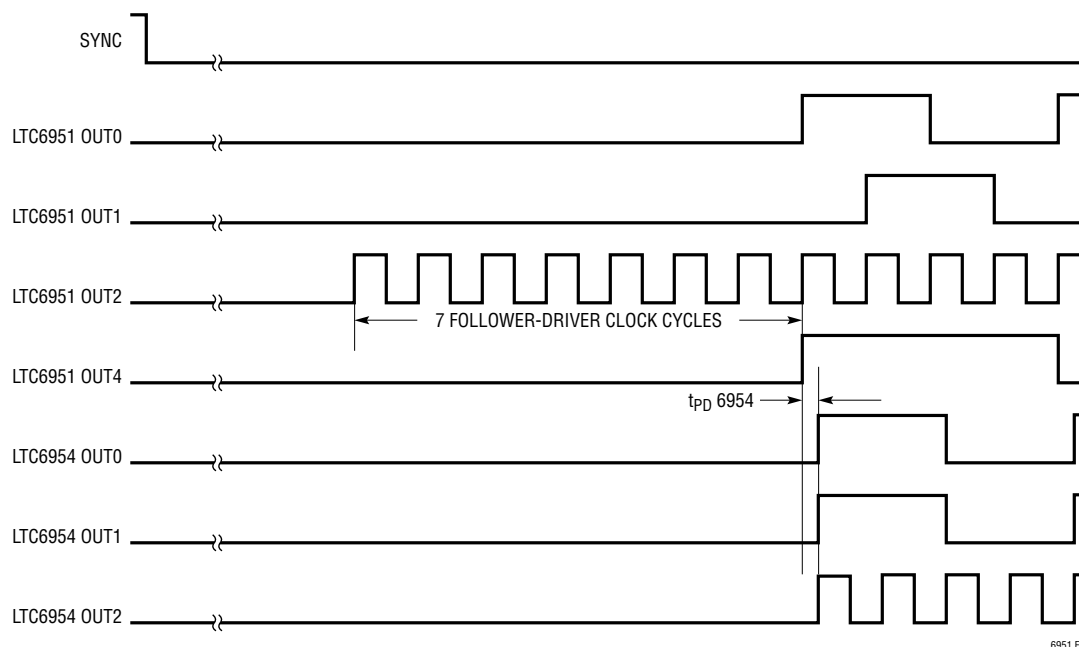 SYNC
LTC6951 OUT0
LTC6951 OUT1
LTC6951 OUT2
7 FOLLOWER-DRIVER CLOCK CYCLES
LTC6951 OUT4
tPD 6954
LTC6954 OUT0
LTC6954 OUT1
LTC6954 OUT2
6951